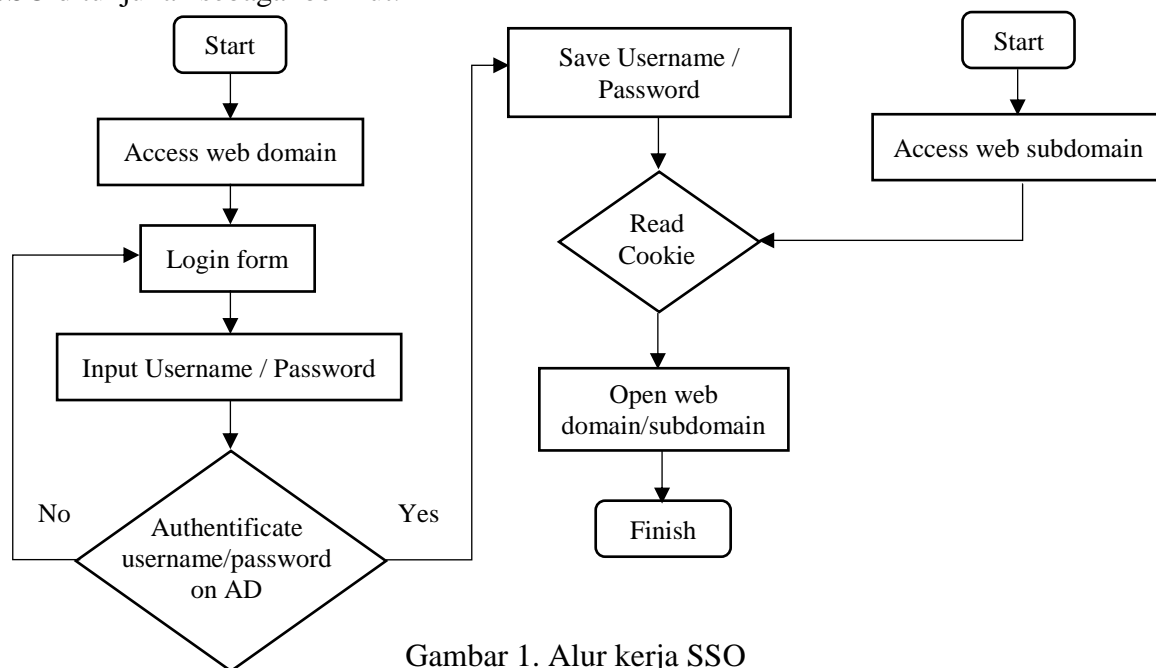 Start
Access web domain
Login form
Input Username / Password
Authentificate
username/password
on AD
No
Yes
Save Username /
Password
Read
Cookie
Open web
domain/subdomain
Finish
Start
Access web subdomain
Gambar 1. Alur kerja SSO